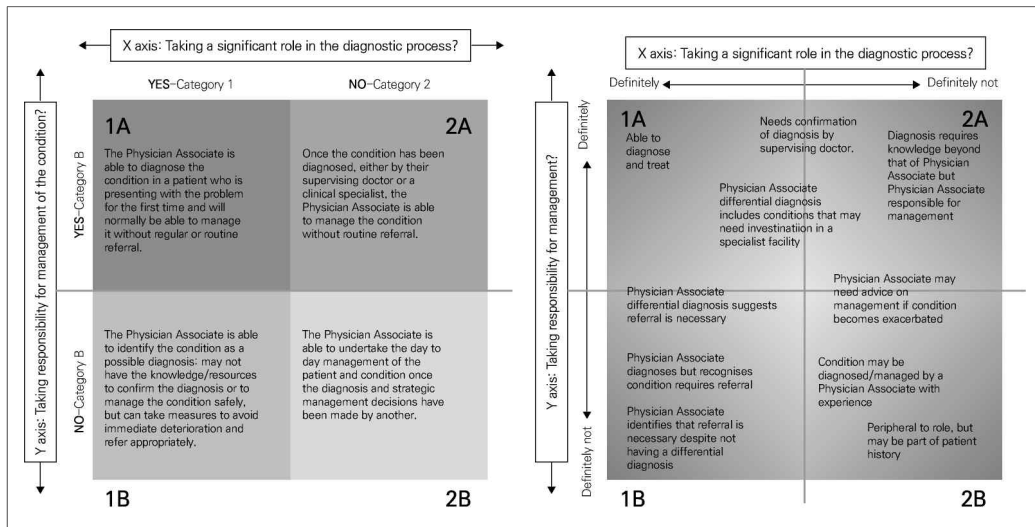 X axis: Taking a significant role in the diagnostic process?
YES–Category 1
NO–Category 2
Y axis: Taking responsibility for management of the condition?
YES–Category B
NO–Category B
1A
The Physician Associate is
able to diagnose the
condition in a patient who is
presenting with the problem
for the first time and will
normally be able to manage
it without regular or routine
referral.
2A
Once the condition has been
diagnosed, either by their
supervising doctor or a
clinical specialist, the
Physician Associate is able
to manage the condition
without routine referral.
The Physician Associate is able
to identify the condition as a
possible diagnosis: may not
have the knowledge/resources
to confirm the diagnosis or to
manage the condition safely,
but can take measures to avoid
immediate deterioration and
refer appropriately.
1B
The Physician Associate is
able to undertake the day to
day management of the
patient and condition once
the diagnosis and strategic
management decisions have
been made by another.
2B
X axis: Taking a significant role in the diagnostic process?
Definitely
Definitely not
Y axis: Taking responsibility for management?
Definitely
Definitely not
1A
Able to
diagnose
and treat
Needs confirmation
of diagnosis by
supervising doctor.
2A
Diagnosis requires
knowledge beyond
that of Physician
Associate but
Physician Associate
responsible for
management
Physician Associate
differential diagnosis
includes conditions that may
need investination in a
specialist facility
Physician Associate
differential diagnosis suggests
referral is necessary
Physician Associate may
need advice on
management if condition
becomes exacerbated
Physician Associate
diagnoses but recognises
condition requires referral
Condition may be
diagnosed/managed by a
Physician Associate with
experience
Physician Associate
identifies that referral is
necessary despite not
having a differential
diagnosis
Peripheral to role, but
may be part of patient
history
1B
2B